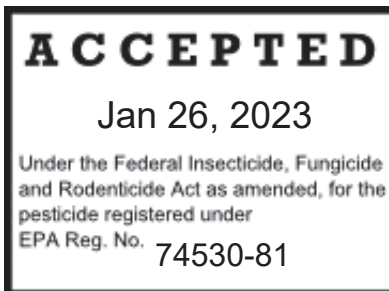 ACCEPTED
Jan 26, 2023
Under the Federal Insecticide, Fungicide
and Rodenticide Act as amended, for the
pesticide registered under
EPA Reg. No. 74530-81